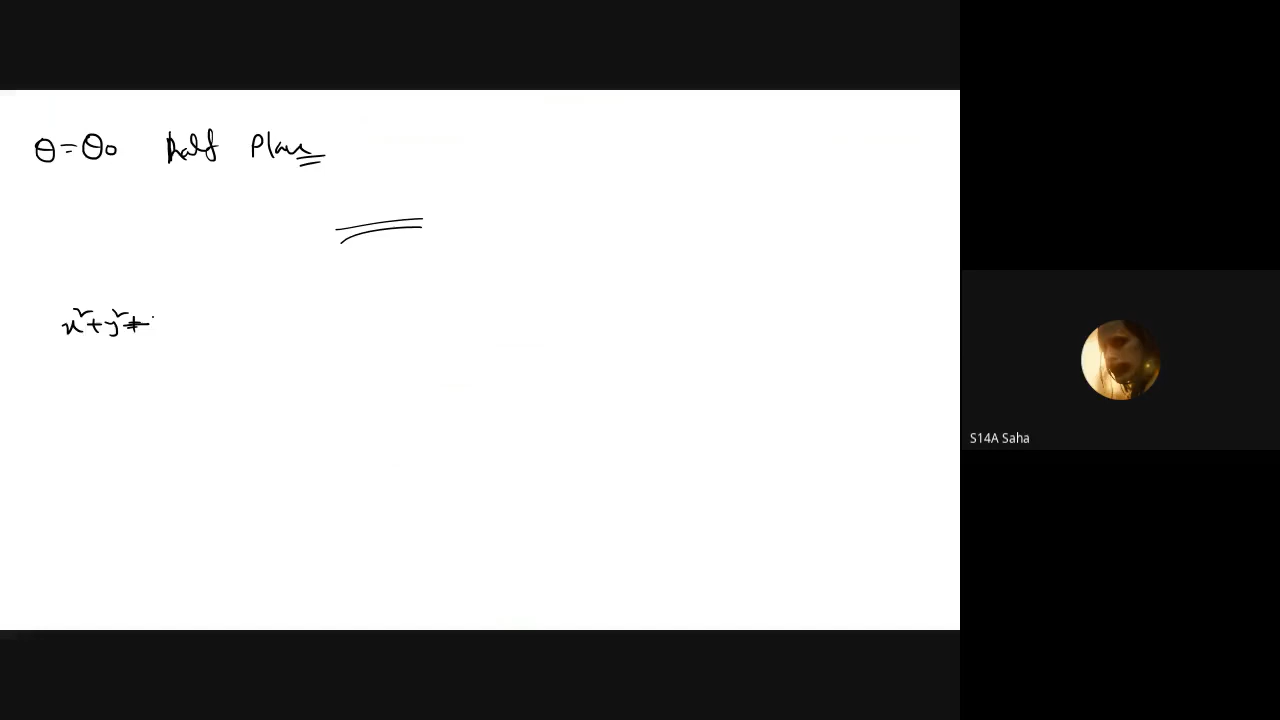 θ=θ₀ half Plane
x²+y²+
S14A Saha